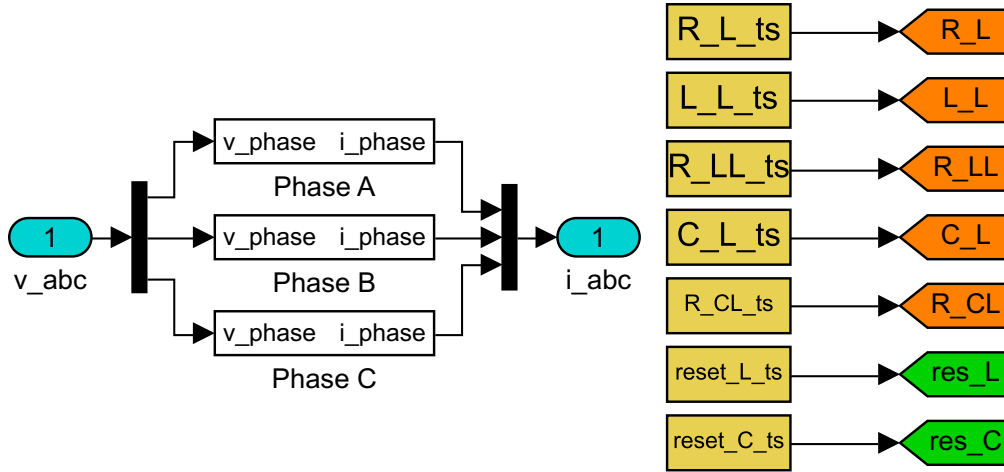 v_phase i_phase
Phase A
1
v_abc
v_phase i_phase
Phase B
1
i_abc
v_phase i_phase
Phase C
R_L_ts
R_L
L_L_ts
L_L
R_LL_ts
R_LL
C_L_ts
C_L
R_CL_ts
R_CL
reset_L_ts
res_L
reset_C_ts
res_C